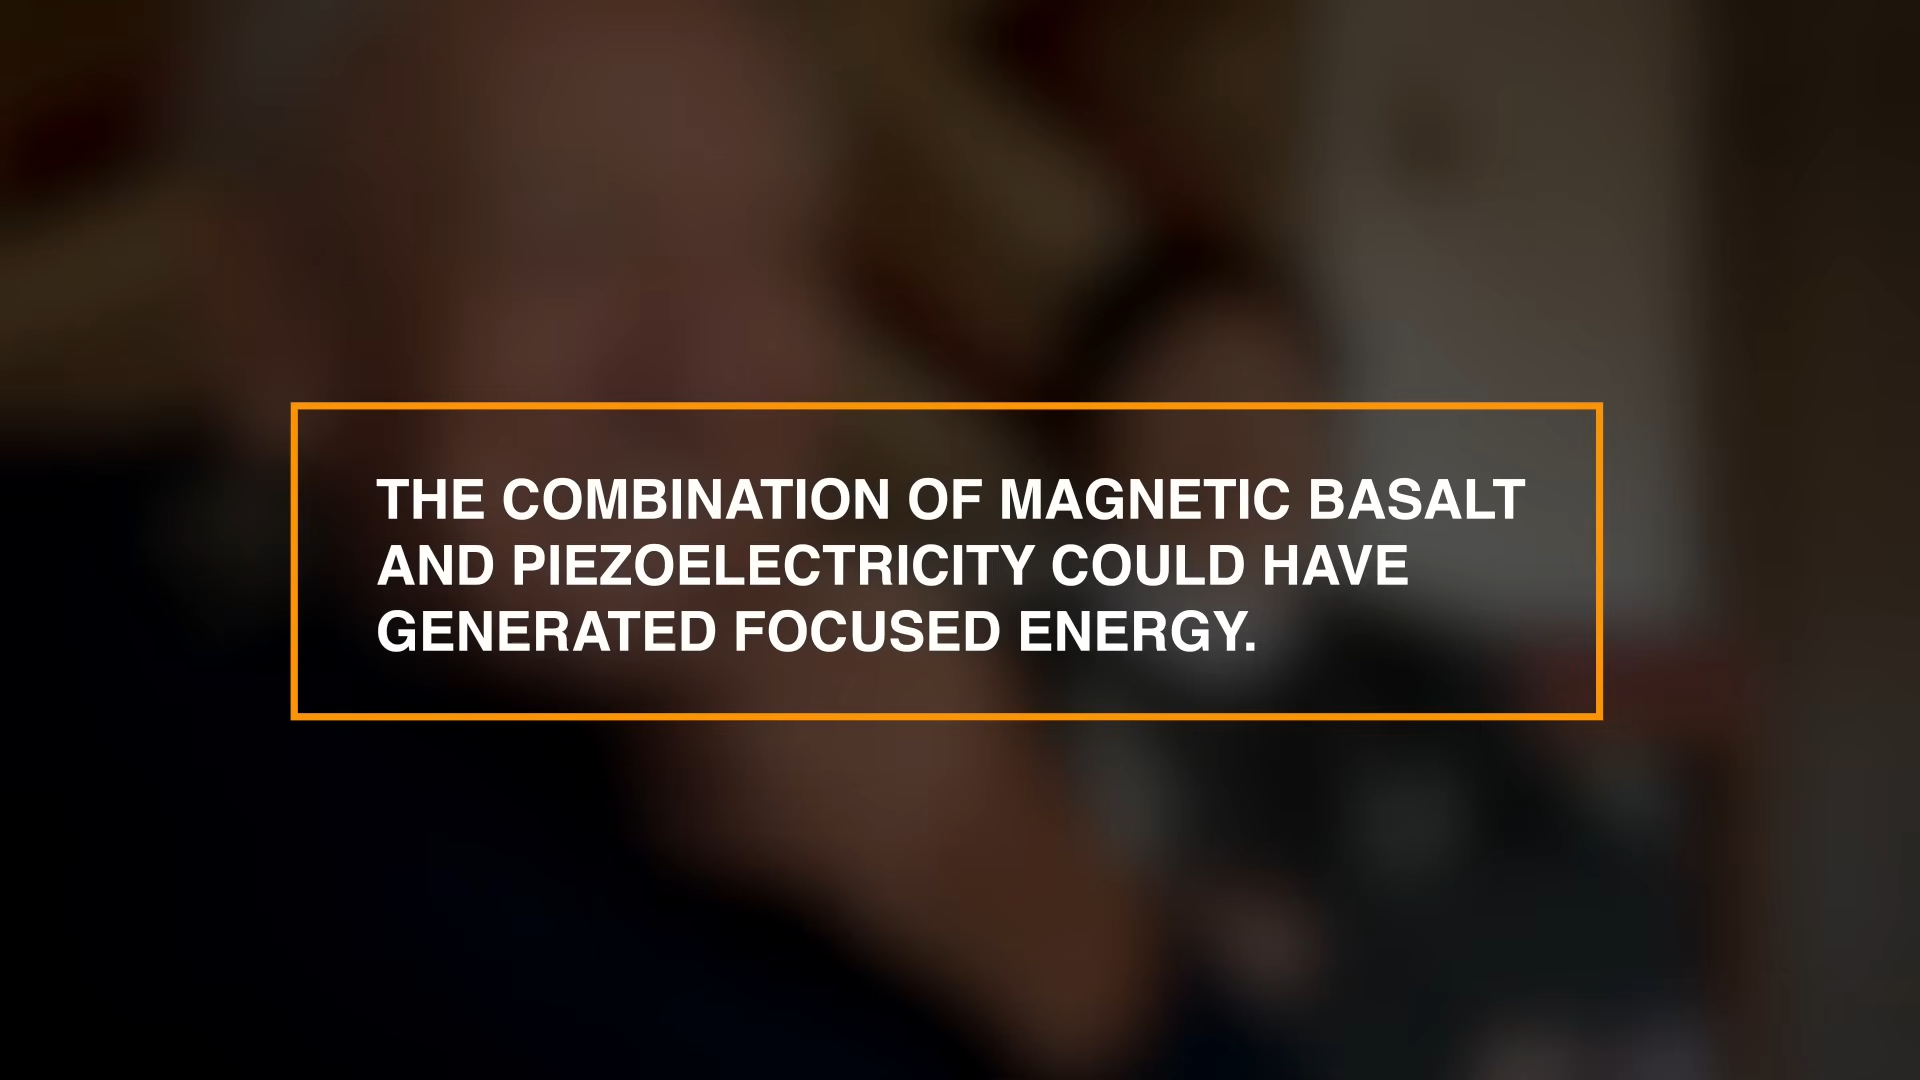 THE COMBINATION OF MAGNETIC BASALT
AND PIEZOELECTRICITY COULD HAVE
GENERATED FOCUSED ENERGY.